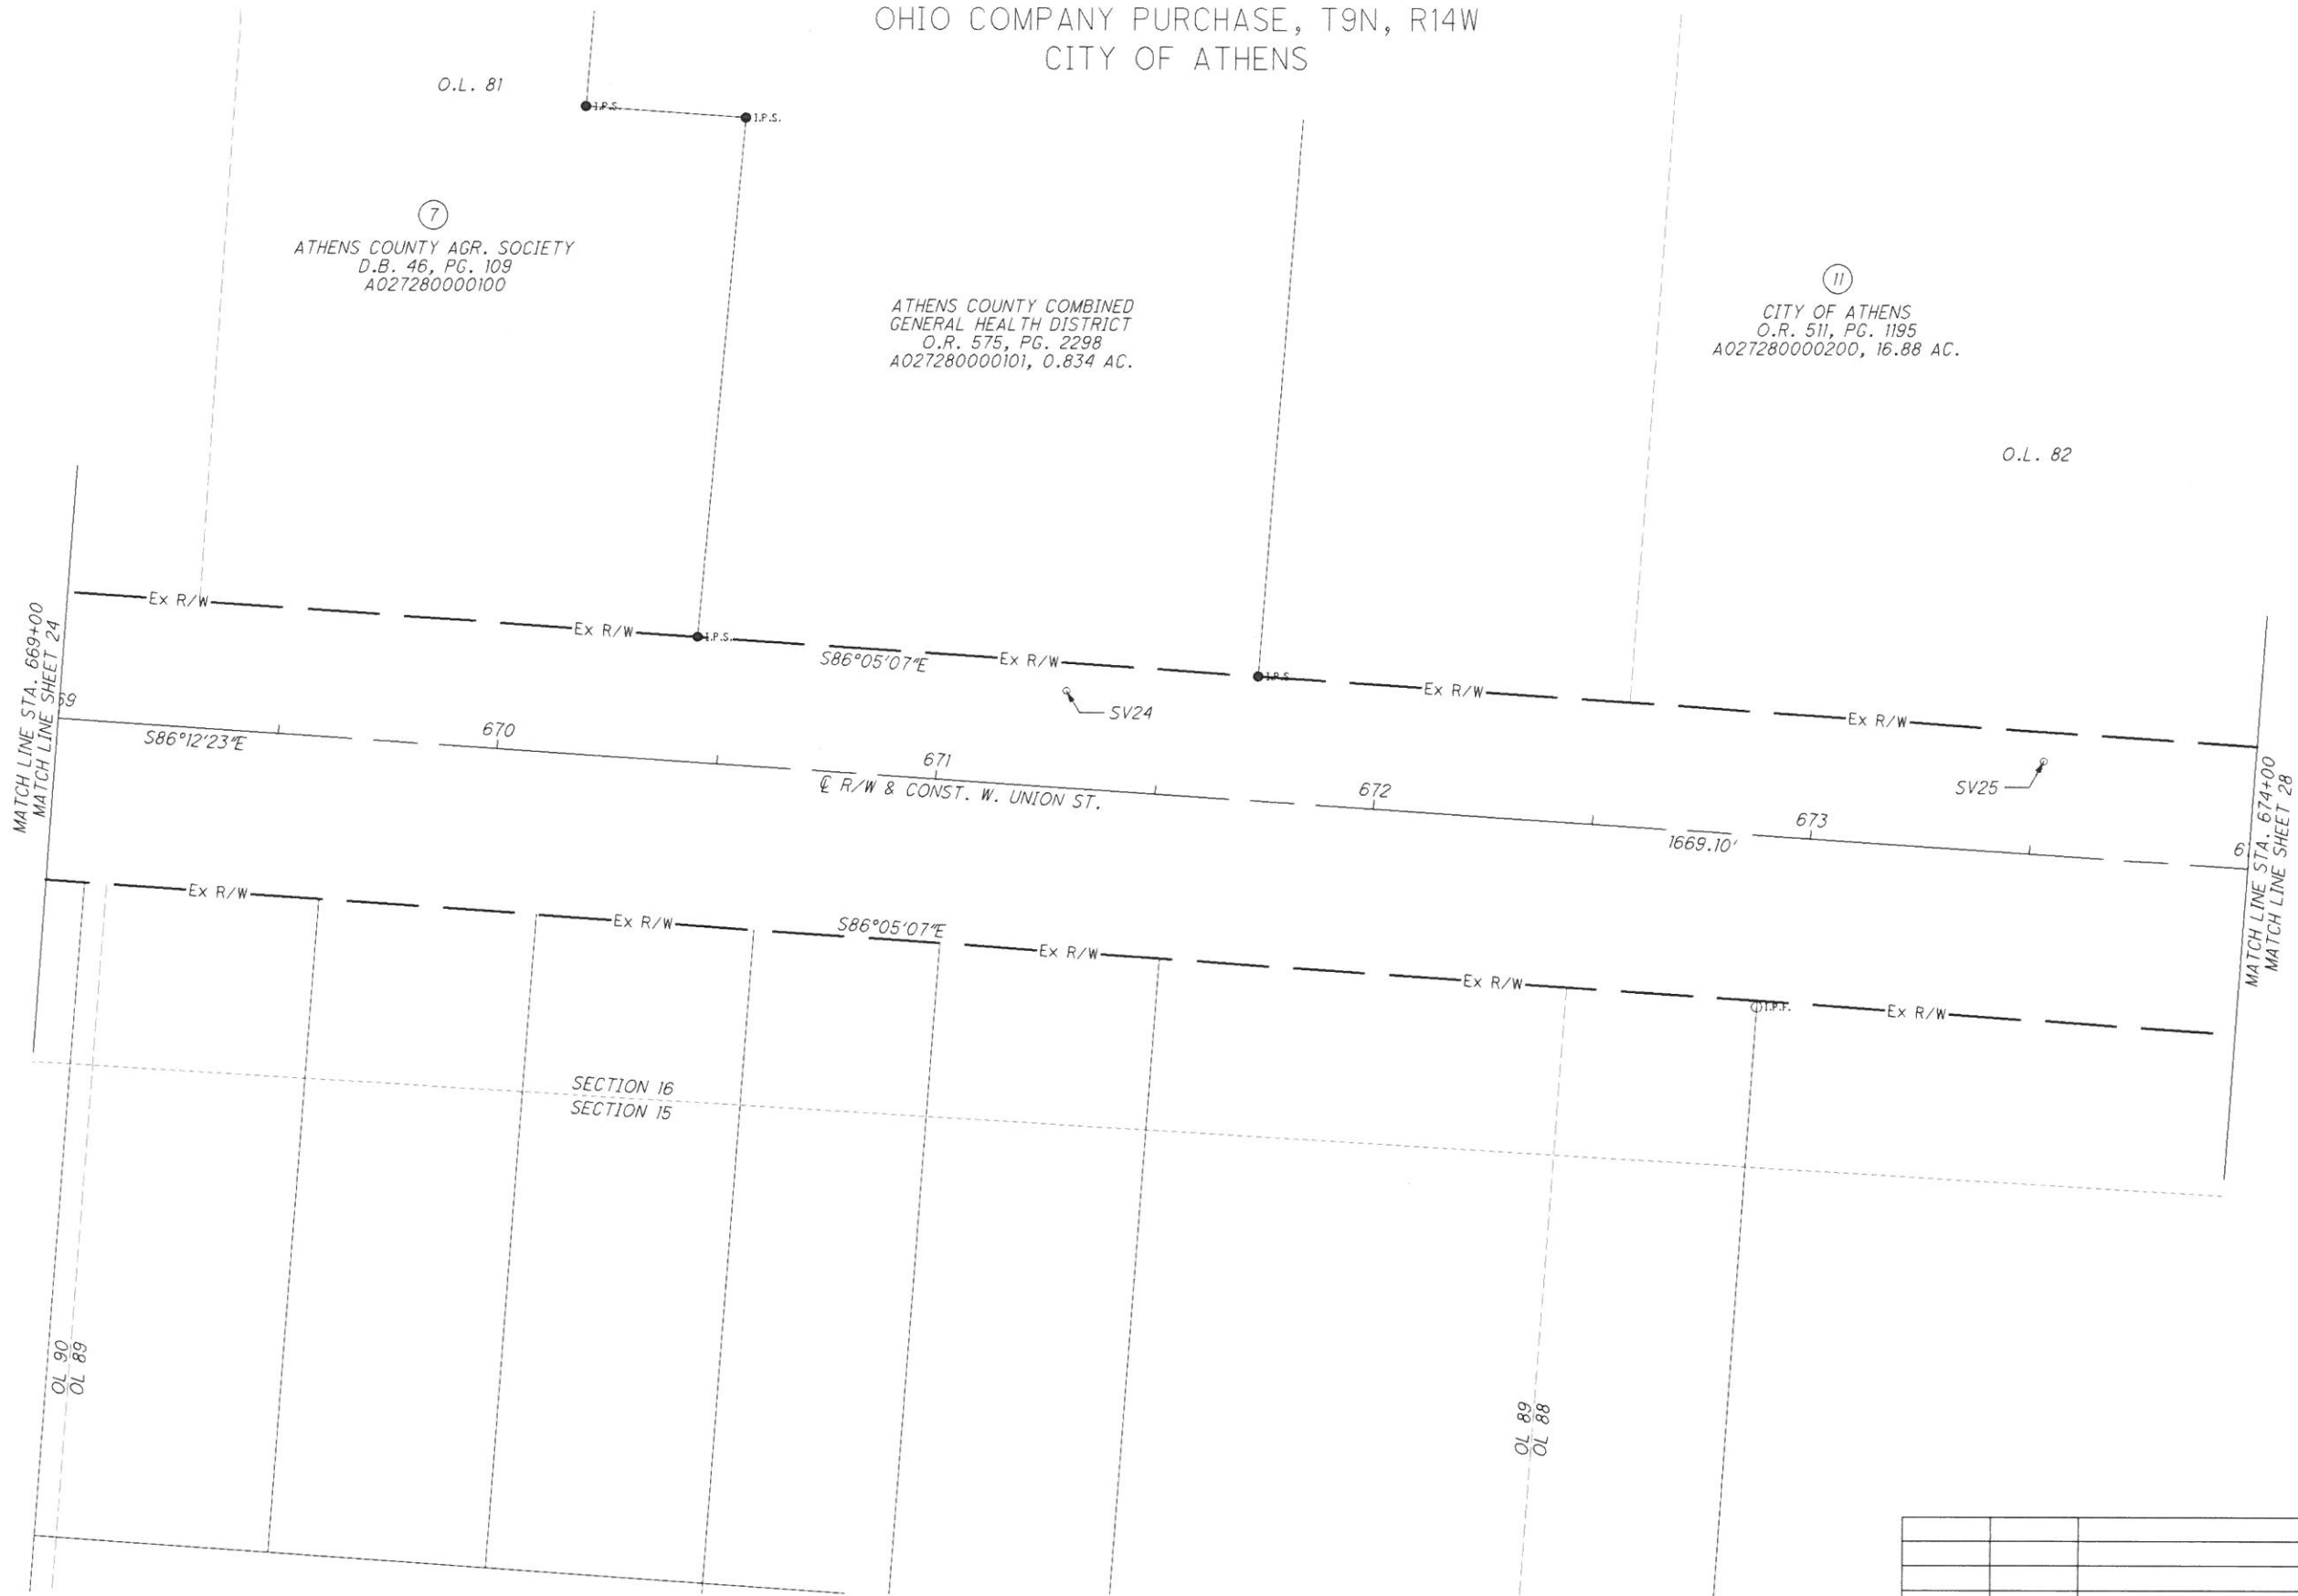 OHIO COMPANY PURCHASE, T9N, R14W
CITY OF ATHENS
O.L. 81
I.P.S.
I.P.S.
7
ATHENS COUNTY AGR. SOCIETY
D.B. 46, PG. 109
A027280000100
ATHENS COUNTY COMBINED
GENERAL HEALTH DISTRICT
O.R. 575, PG. 2298
A027280000101, 0.834 AC.
11
CITY OF ATHENS
O.R. 511, PG. 1195
A027280000200, 16.88 AC.
O.L. 82
MATCH LINE STA. 669+00
MATCH LINE SHEET 24
Ex R/W
Ex R/W
I.P.S.
S86°05'07"E
Ex R/W
I.P.S
Ex R/W
Ex R/W
SV24
SV25
69
S86°12'23"E
670
671
℄ R/W & CONST. W. UNION ST.
672
1669.10'
673
6
MATCH LINE STA. 674+00
MATCH LINE SHEET 28
Ex R/W
Ex R/W
S86°05'07"E
Ex R/W
Ex R/W
I.P.F.
Ex R/W
SECTION 16
SECTION 15
OL 90
OL 89
OL 89
OL 88